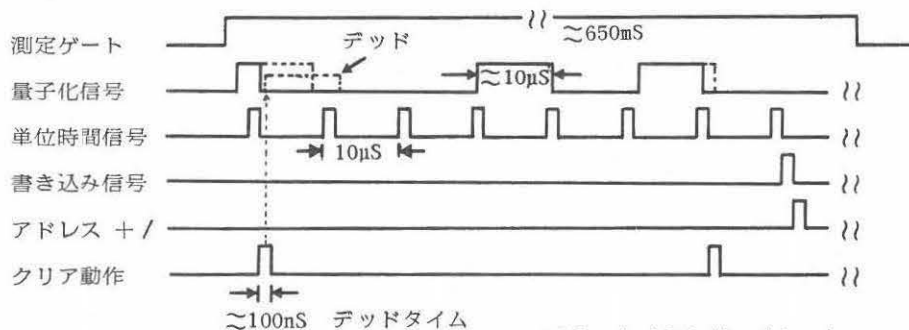 測定ゲート
≈650mS
デッド
量子化信号
≈10μS
単位時間信号
10μS
書き込み信号
アドレス +/
クリア動作
≈100nS デッドタイム